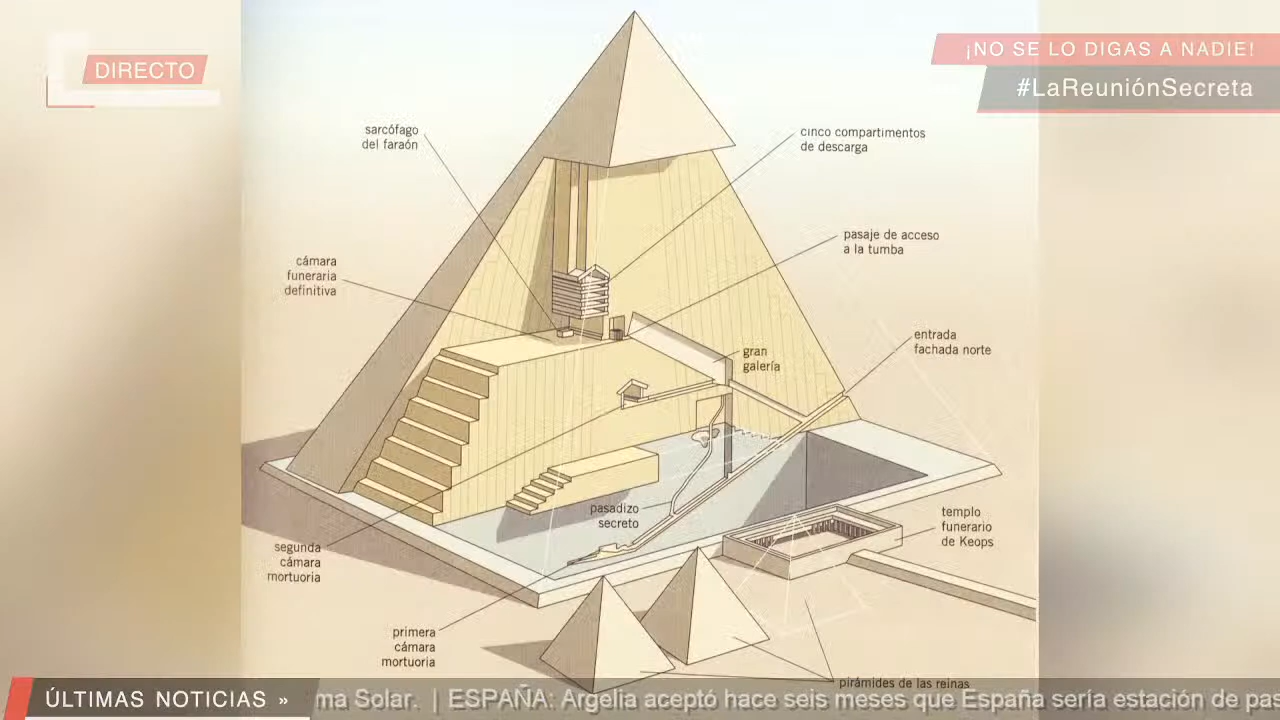 DIRECTO
¡NO SE LO DIGAS A NADIE!
#LaReuniónSecreta
sarcófago
del faraón
cinco compartimentos
de descarga
pasaje de acceso
a la tumba
cámara
funeraria
definitiva
entrada
fachada norte
gran
galería
pasadizo
secreto
templo
funerario
de Keops
segunda
cámara
mortuoria
primera
cámara
mortuoria
pirámides de las reinas
ÚLTIMAS NOTICIAS »
ma Solar. | ESPAÑA: Argelia aceptó hace seis meses que España sería estación de pas